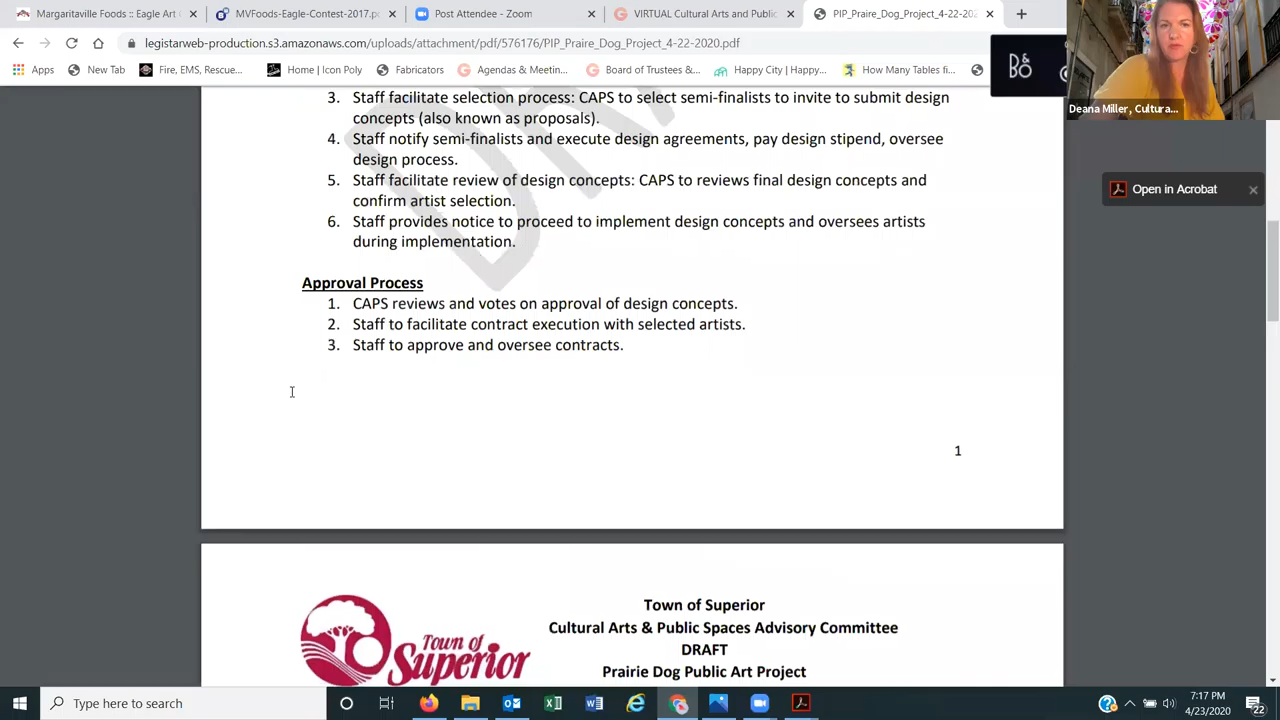 Margaritaville Foods :: Eagle Art C
MVFoods-Eagle-Contest-2017.pd
Post Attendee - Zoom
VIRTUAL Cultural Arts and Public
PIP_Praire_Dog_Project_4-22-202
legistarweb-production.s3.amazonaws.com/uploads/attachment/pdf/576176/PIP_Praire_Dog_Project_4-22-2020.pdf
Apps
New Tab
Fire, EMS, Rescue...
Home | Icon Poly
Fabricators
Agendas & Meetin...
Board of Trustees &...
Happy City | Happy...
How Many Tables fi...
BO
Deana Miller, Cultura...
Open in Acrobat
3. Staff facilitate selection process: CAPS to select semi-finalists to invite to submit design
concepts (also known as proposals).
4. Staff notify semi-finalists and execute design agreements, pay design stipend, oversee
design process.
5. Staff facilitate review of design concepts: CAPS to reviews final design concepts and
confirm artist selection.
6. Staff provides notice to proceed to implement design concepts and oversees artists
during implementation.
Approval Process
1. CAPS reviews and votes on approval of design concepts.
2. Staff to facilitate contract execution with selected artists.
3. Staff to approve and oversee contracts.
1
Town of
Superior
Town of Superior
Cultural Arts & Public Spaces Advisory Committee
DRAFT
Prairie Dog Public Art Project
Type here to search
7:17 PM
4/23/2020
22